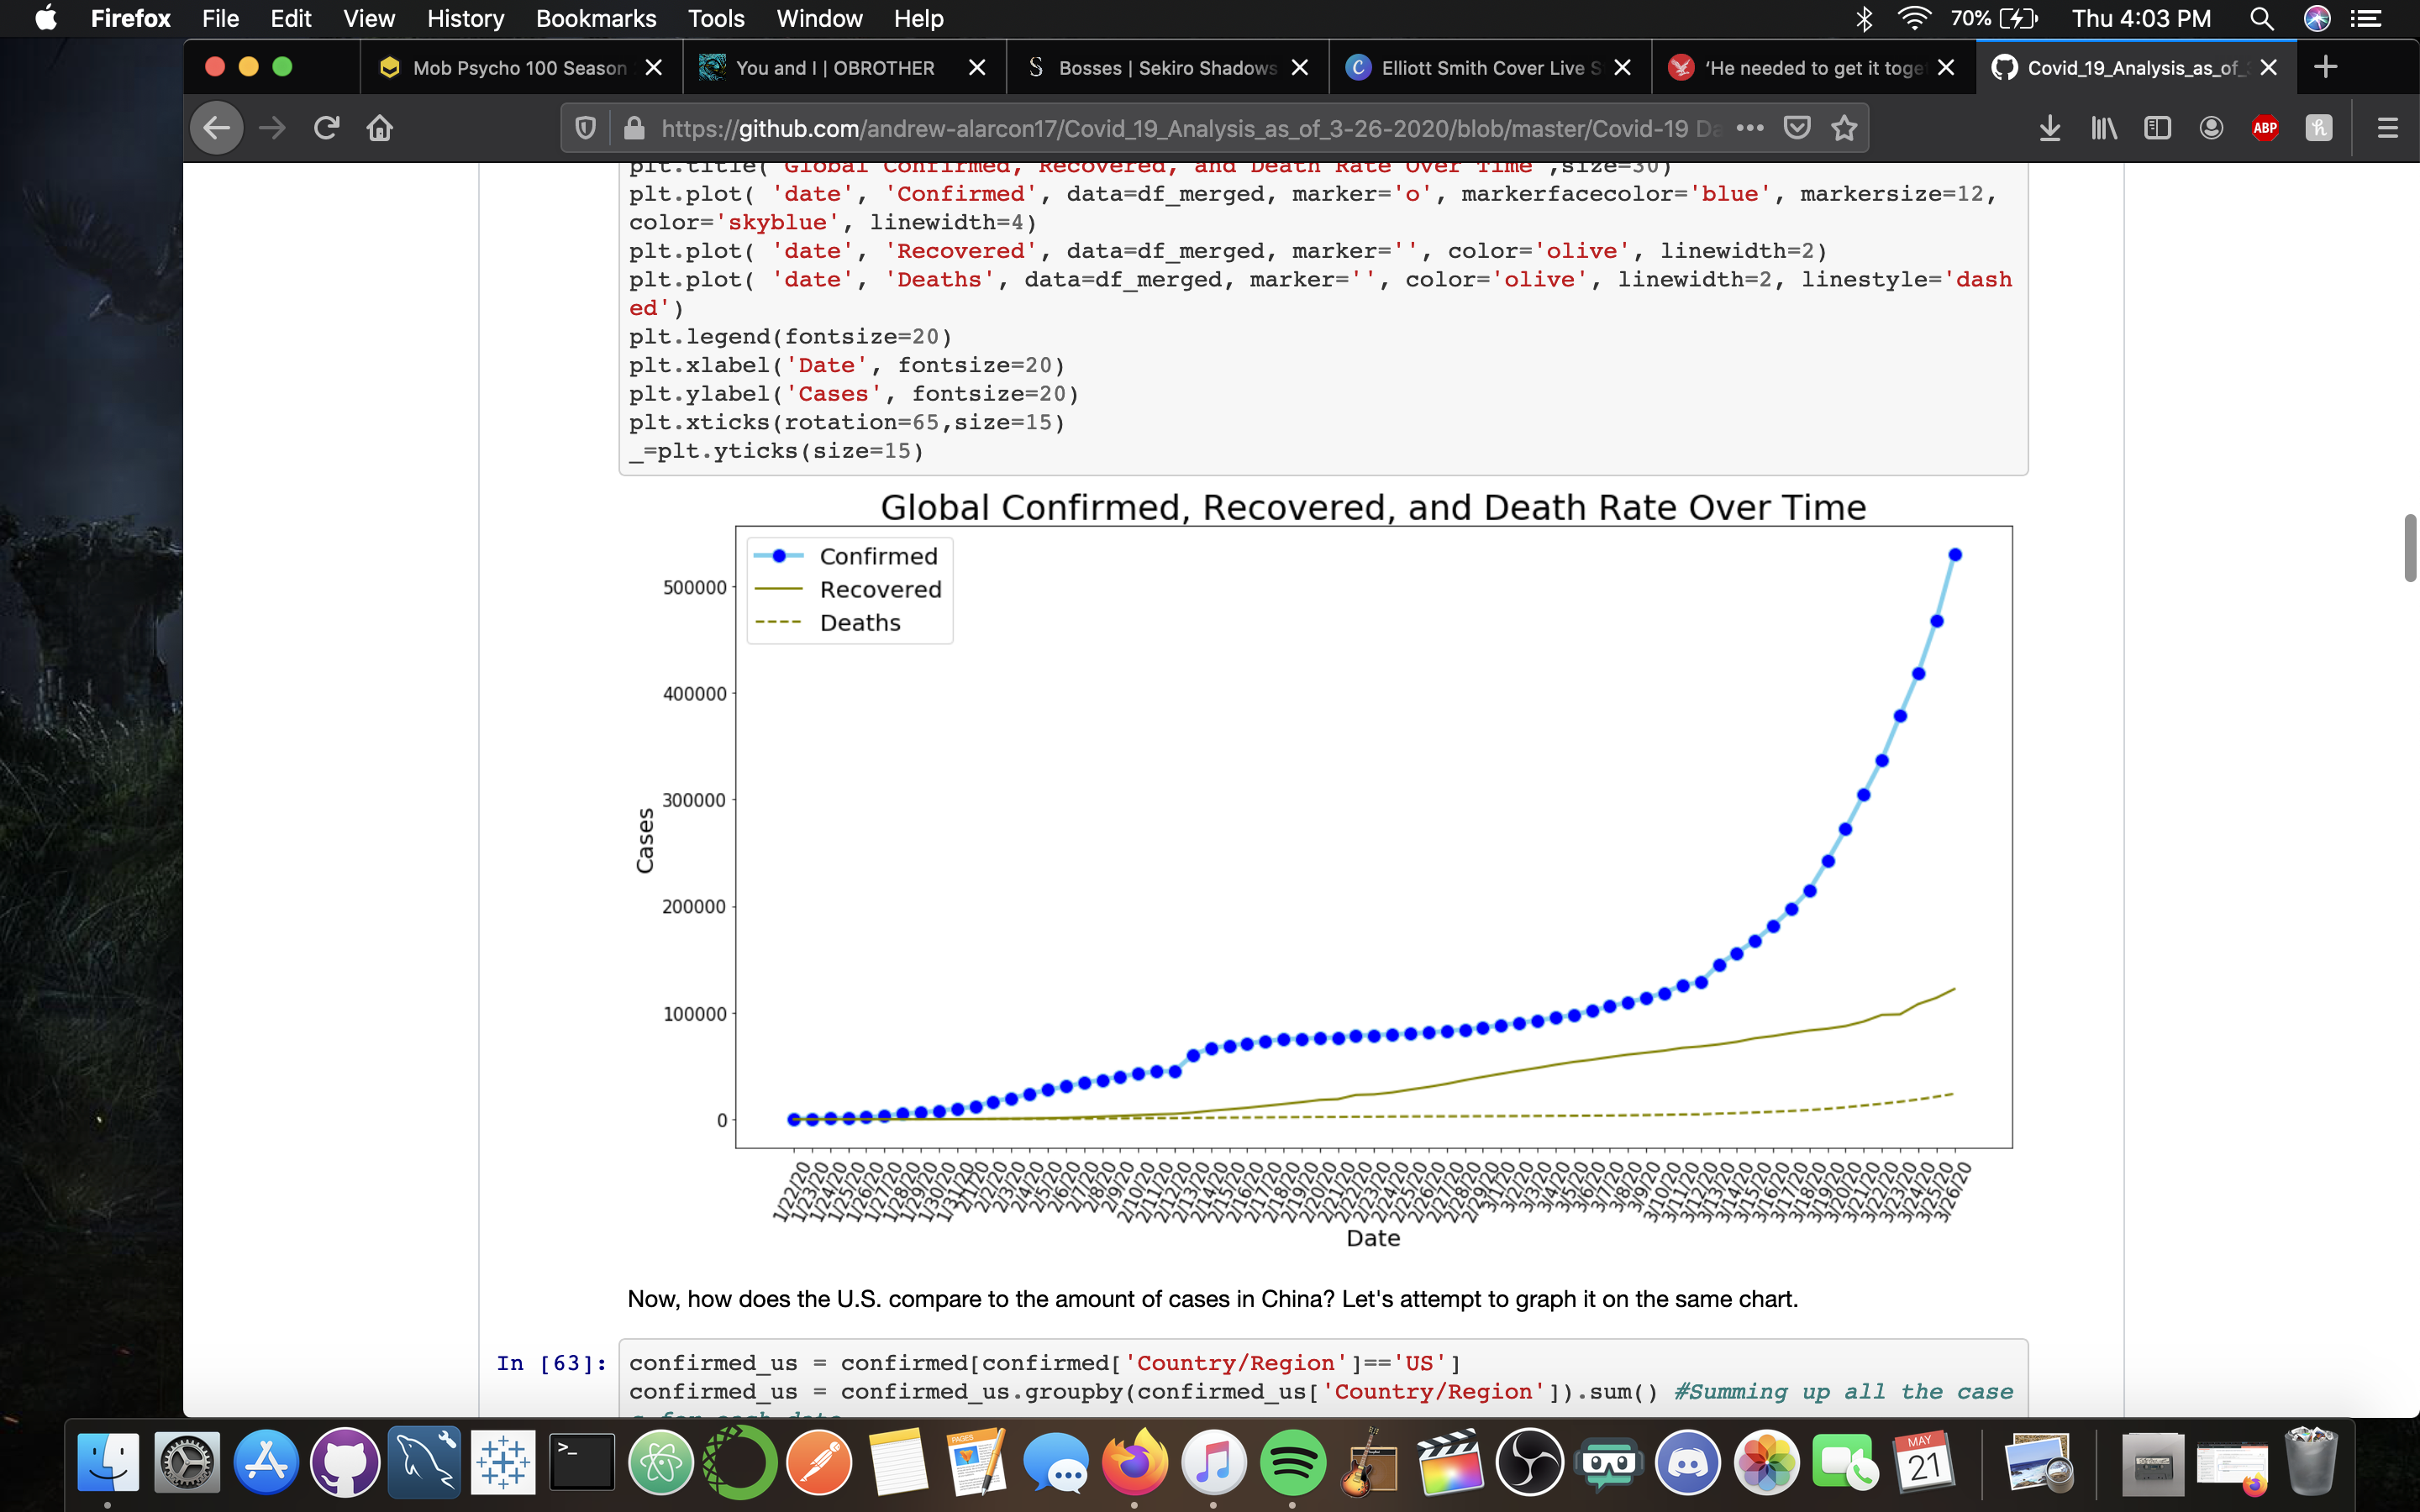 Firefox File Edit View History Bookmarks Tools Window Help 70% Thu 4:03 PM
Mob Psycho 100 Season You and I | OBROTHER Bosses | Sekiro Shadows Elliott Smith Cover Live S ‘He needed to get it toge Covid_19_Analysis_as_of_
https://github.com/andrew-alarcon17/Covid_19_Analysis_as_of_3-26-2020/blob/master/Covid-19 Da ABP
plt.title( 'Global Confirmed, Recovered, and Death Rate Over Time',size=30)
plt.plot( 'date', 'Confirmed', data=df_merged, marker='o', markerfacecolor='blue', markersize=12,
color='skyblue', linewidth=4)
plt.plot( 'date', 'Recovered', data=df_merged, marker='', color='olive', linewidth=2)
plt.plot( 'date', 'Deaths', data=df_merged, marker='', color='olive', linewidth=2, linestyle='dash
ed')
plt.legend(fontsize=20)
plt.xlabel('Date', fontsize=20)
plt.ylabel('Cases', fontsize=20)
plt.xticks(rotation=65,size=15)
_=plt.yticks(size=15)
Global Confirmed, Recovered, and Death Rate Over Time
Confirmed
Recovered
Deaths
500000
400000
300000
200000
100000
0
Cases
1/22/20 1/23/20 1/24/20 1/25/20 1/26/20 1/27/20 1/28/20 1/29/20 1/30/20 1/31/20 2/1/20 2/2/20 2/3/20 2/4/20 2/5/20 2/6/20 2/7/20 2/8/20 2/9/20 2/10/20 2/11/20 2/12/20 2/13/20 2/14/20 2/15/20 2/16/20 2/17/20 2/18/20 2/19/20 2/20/20 2/21/20 2/22/20 2/23/20 2/24/20 2/25/20 2/26/20 2/27/20 2/28/20 2/29/20 3/1/20 3/2/20 3/3/20 3/4/20 3/5/20 3/6/20 3/7/20 3/8/20 3/9/20 3/10/20 3/11/20 3/12/20 3/13/20 3/14/20 3/15/20 3/16/20 3/17/20 3/18/20 3/19/20 3/20/20 3/21/20 3/22/20 3/23/20 3/24/20 3/25/20 3/26/20
Date
Now, how does the U.S. compare to the amount of cases in China? Let's attempt to graph it on the same chart.
In [63]: confirmed_us = confirmed[confirmed['Country/Region']=='US']
confirmed_us = confirmed_us.groupby(confirmed_us['Country/Region']).sum() #Summing up all the case
s for each date
PAGES
MAY
21